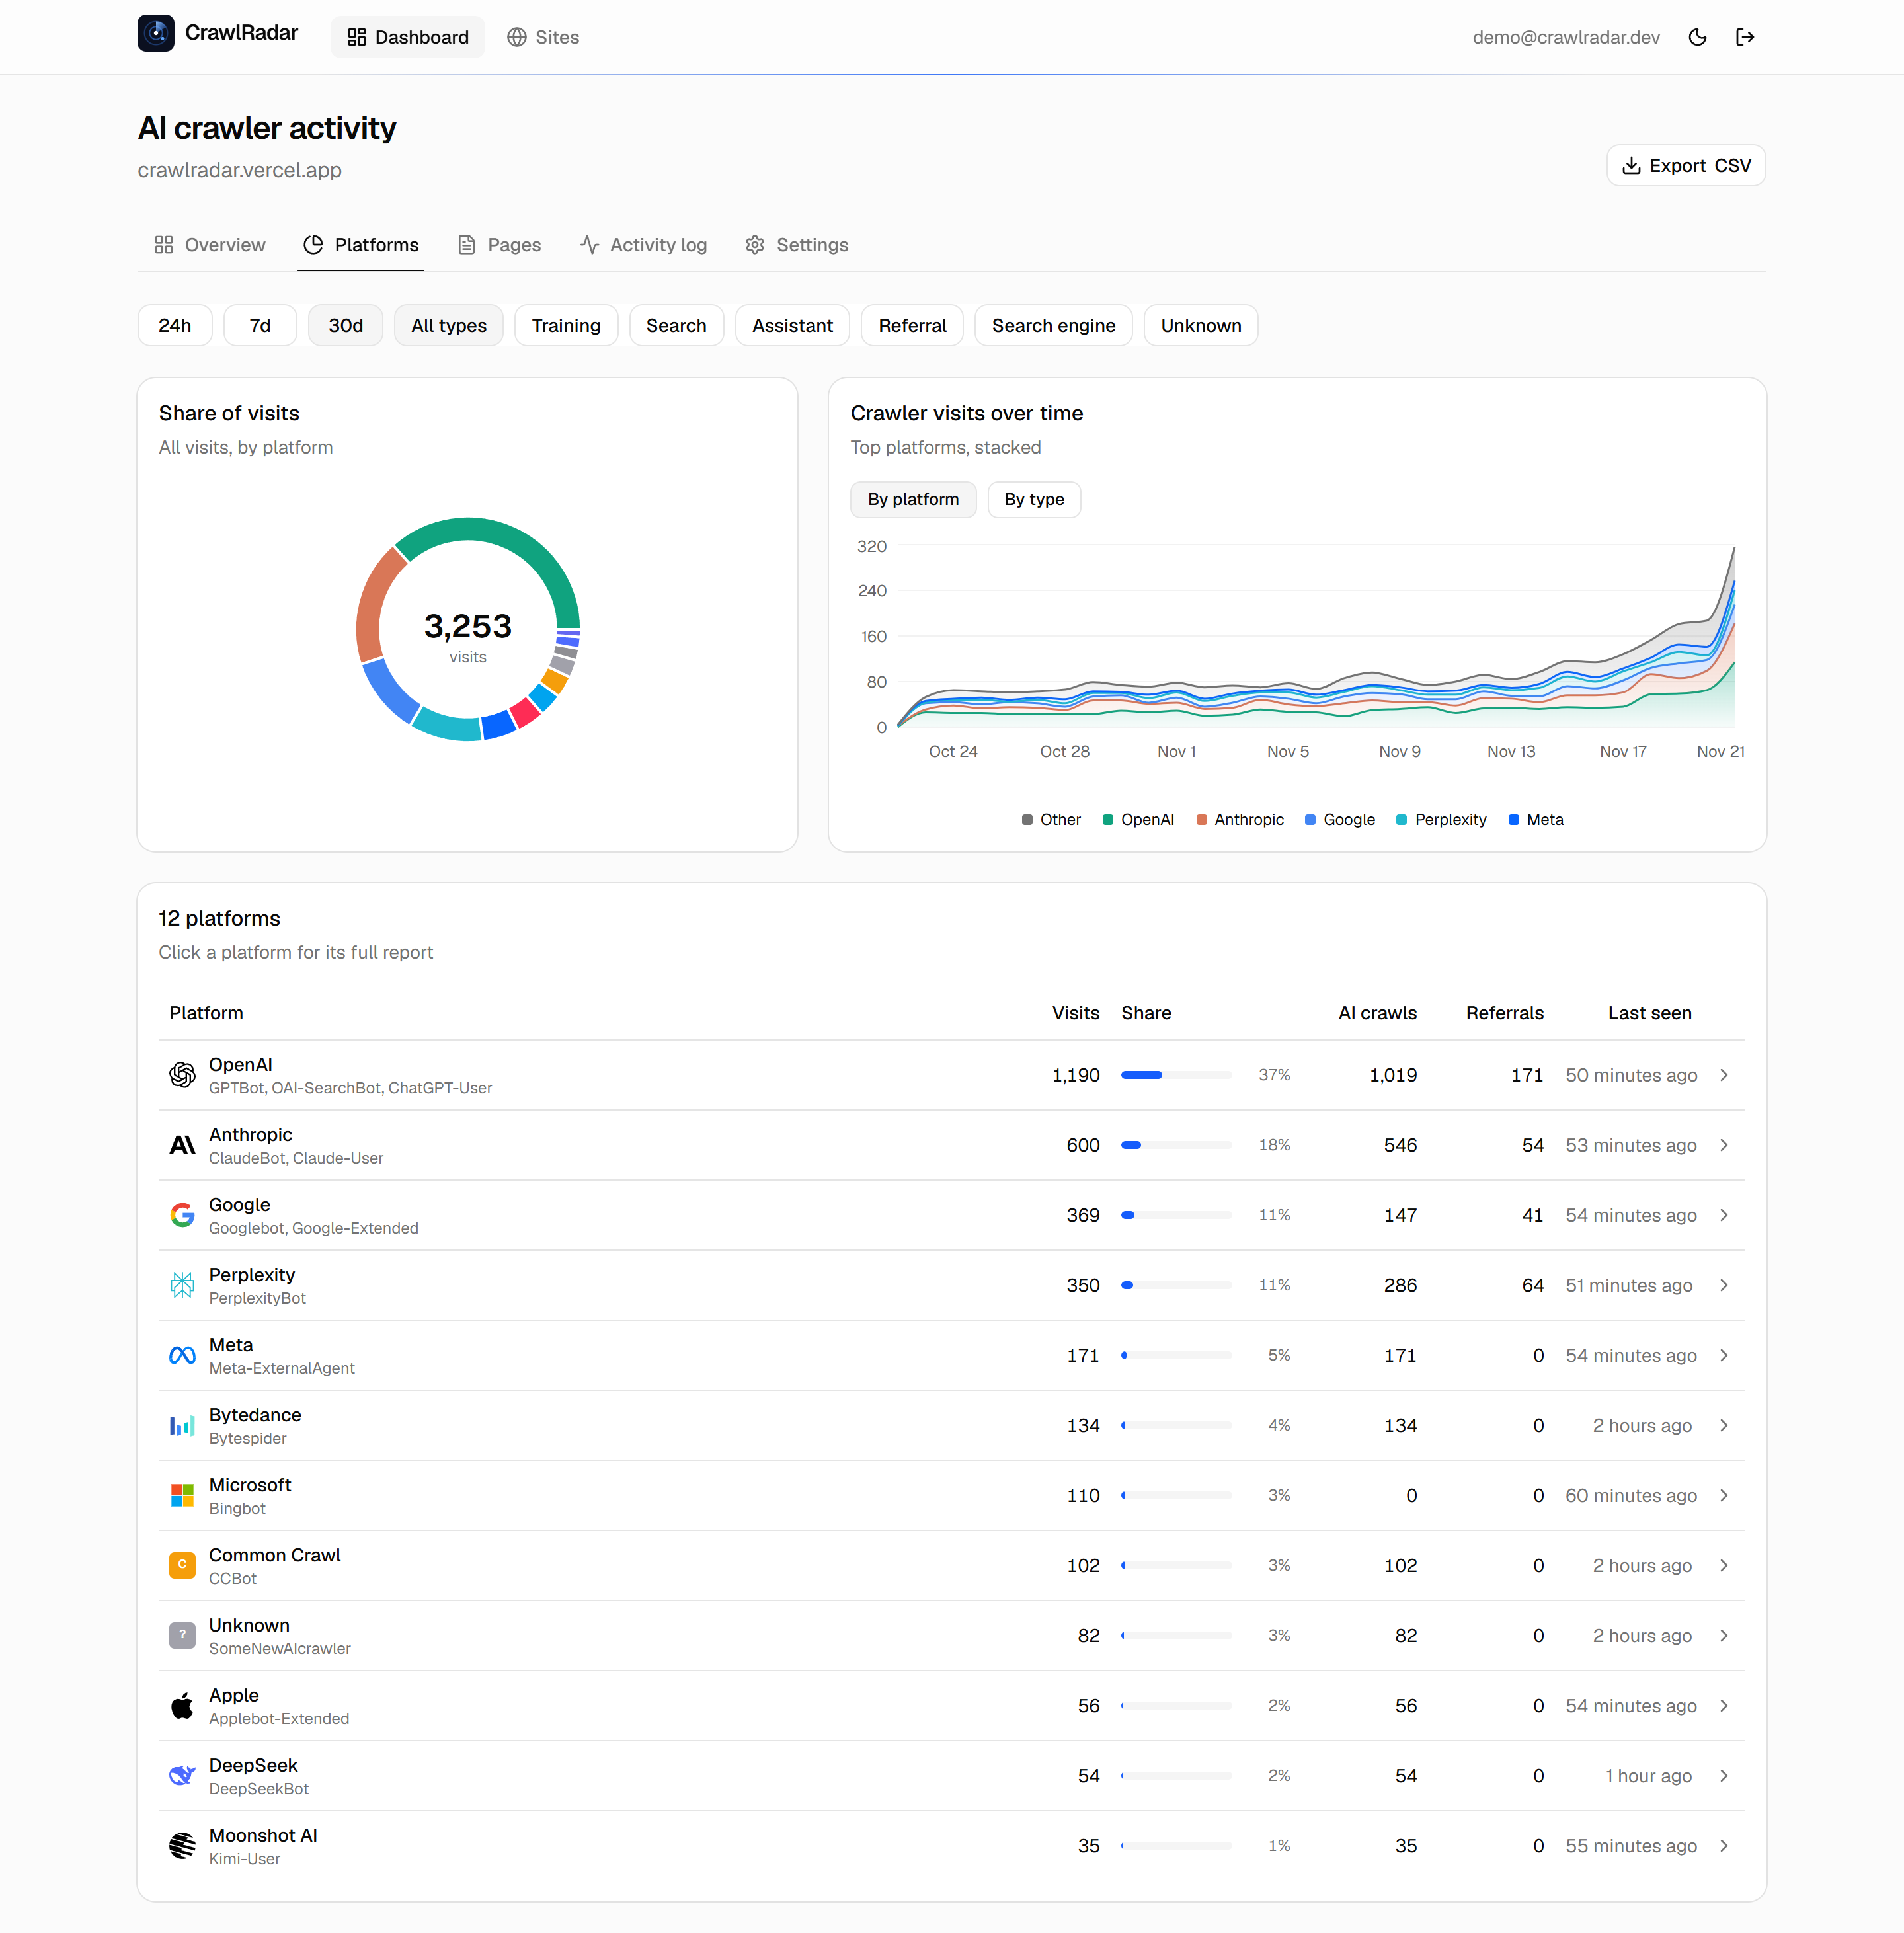 CrawlRadar Dashboard Sites demo@crawlradar.dev
AI crawler activity
crawlradar.vercel.app
Export CSV
Overview Platforms Pages Activity log Settings
24h 7d 30d All types Training Search Assistant Referral Search engine Unknown
Share of visits
All visits, by platform
3,253
visits
Crawler visits over time
Top platforms, stacked
By platform By type
320
240
160
80
0
Oct 24 Oct 28 Nov 1 Nov 5 Nov 9 Nov 13 Nov 17 Nov 21
Other OpenAI Anthropic Google Perplexity Meta
12 platforms
Click a platform for its full report
Platform Visits Share AI crawls Referrals Last seen
OpenAI
GPTBot, OAI-SearchBot, ChatGPT-User
1,190 37% 1,019 171 50 minutes ago
Anthropic
ClaudeBot, Claude-User
600 18% 546 54 53 minutes ago
Google
Googlebot, Google-Extended
369 11% 147 41 54 minutes ago
Perplexity
PerplexityBot
350 11% 286 64 51 minutes ago
Meta
Meta-ExternalAgent
171 5% 171 0 54 minutes ago
Bytedance
Bytespider
134 4% 134 0 2 hours ago
Microsoft
Bingbot
110 3% 0 0 60 minutes ago
C
Common Crawl
CCBot
102 3% 102 0 2 hours ago
?
Unknown
SomeNewAIcrawler
82 3% 82 0 2 hours ago
Apple
Applebot-Extended
56 2% 56 0 54 minutes ago
DeepSeek
DeepSeekBot
54 2% 54 0 1 hour ago
Moonshot AI
Kimi-User
35 1% 35 0 55 minutes ago